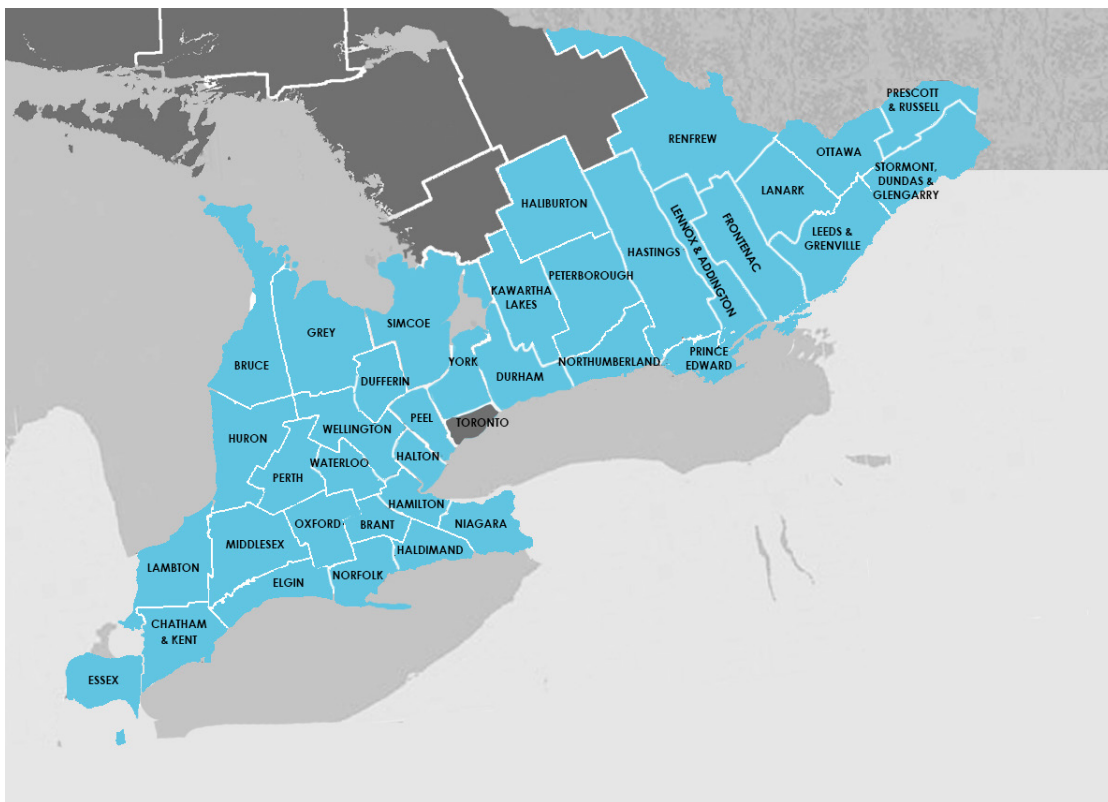 PRESCOTT
& RUSSELL
RENFREW
OTTAWA
STORMONT,
DUNDAS &
GLENGARRY
LANARK
HALIBURTON
LENNOX & ADDINGTON
FRONTENAC
LEEDS &
GRENVILLE
HASTINGS
PETERBOROUGH
KAWARTHA
LAKES
SIMCOE
GREY
PRINCE
EDWARD
NORTHUMBERLAND
YORK
BRUCE
DURHAM
DUFFERIN
PEEL
TORONTO
WELLINGTON
HURON
HALTON
WATERLOO
PERTH
HAMILTON
OXFORD
BRANT
NIAGARA
MIDDLESEX
HALDIMAND
LAMBTON
NORFOLK
ELGIN
CHATHAM
& KENT
ESSEX